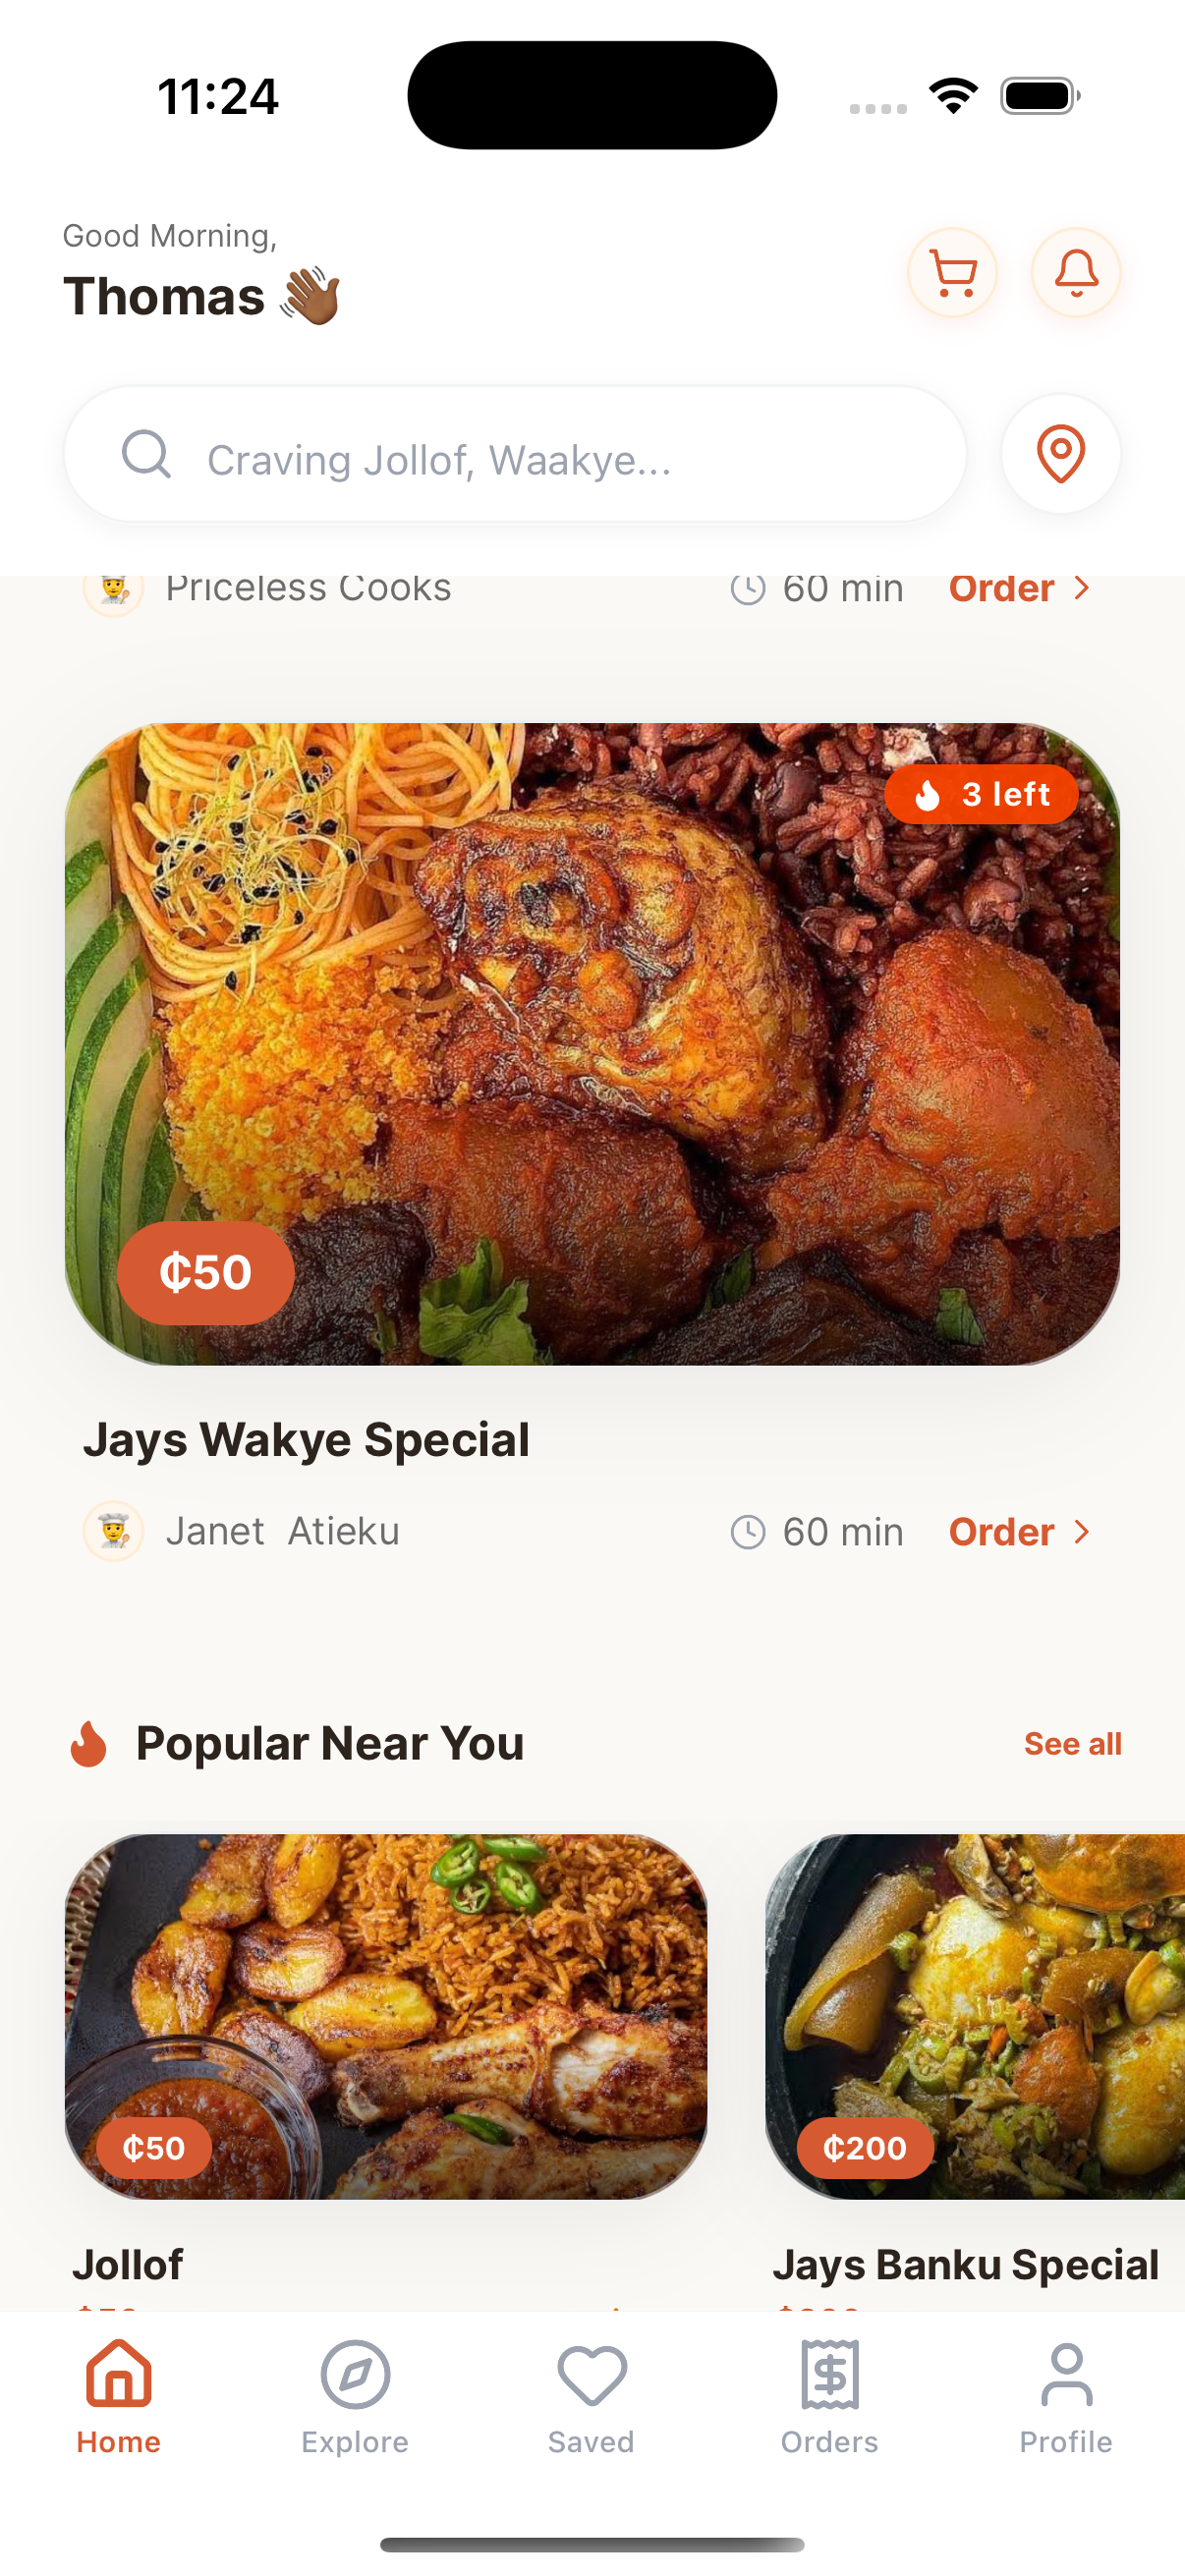 11:24
Good Morning,
Thomas 👋🏾
Craving Jollof, Waakye...
Priceless Cooks 60 min Order
3 left
₵50
Jays Wakye Special
Janet Atieku 60 min Order
Popular Near You See all
₵50 ₵200
Jollof Jays Banku Special
Home Explore Saved Orders Profile